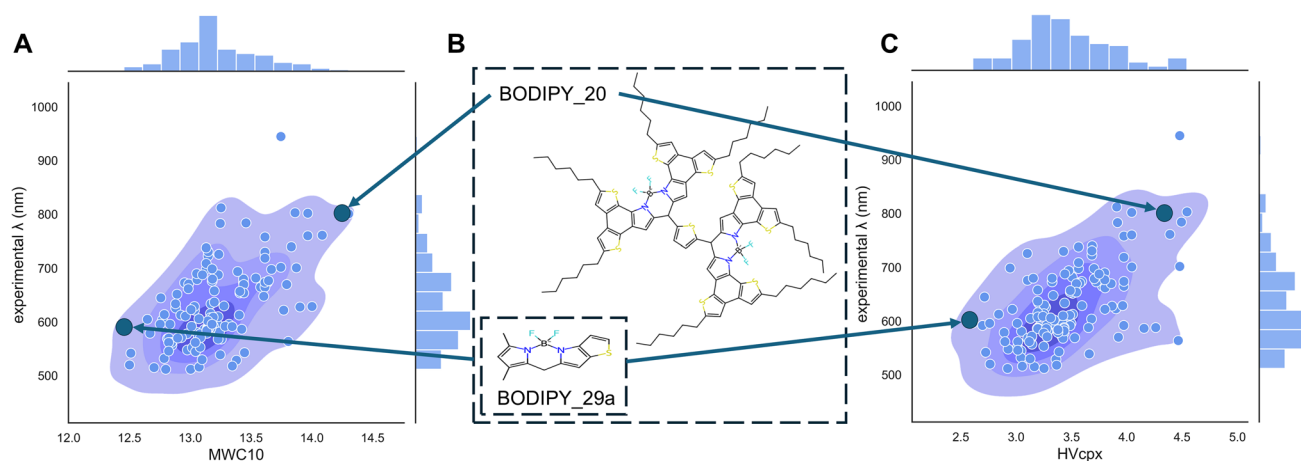 A
B
C
1000
900
800
700
600
500
experimental λ (nm)
12.0 12.5 13.0 13.5 14.0 14.5
MWC10
BODIPY_20
F
F
B
N
N
S
S
S
S
S
S
S
S
S
N
N
B
F
F
F F
B
N N
S
BODIPY_29a
1000
900
800
700
600
500
experimental λ (nm)
2.5 3.0 3.5 4.0 4.5 5.0
HVcpx